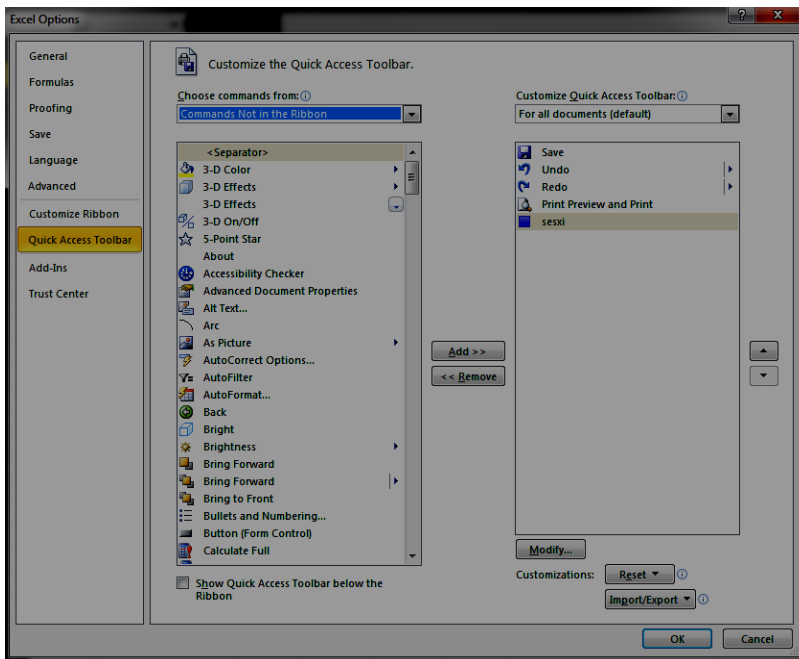 Excel Options
General
Formulas
Proofing
Save
Language
Advanced
Customize Ribbon
Quick Access Toolbar
Add-Ins
Trust Center
Customize the Quick Access Toolbar.
Choose commands from:
Commands Not in the Ribbon
<Separator>
3-D Color
3-D Effects
3-D Effects
3-D On/Off
5-Point Star
About
Accessibility Checker
Advanced Document Properties
Alt Text...
Arc
As Picture
AutoCorrect Options...
AutoFilter
AutoFormat...
Back
Bright
Brightness
Bring Forward
Bring Forward
Bring to Front
Bullets and Numbering...
Button (Form Control)
Calculate Full
Show Quick Access Toolbar below the
Ribbon
Add >>
<< Remove
Customize Quick Access Toolbar:
For all documents (default)
Save
Undo
Redo
Print Preview and Print
sesxi
Modify...
Customizations:
Reset
Import/Export
OK
Cancel